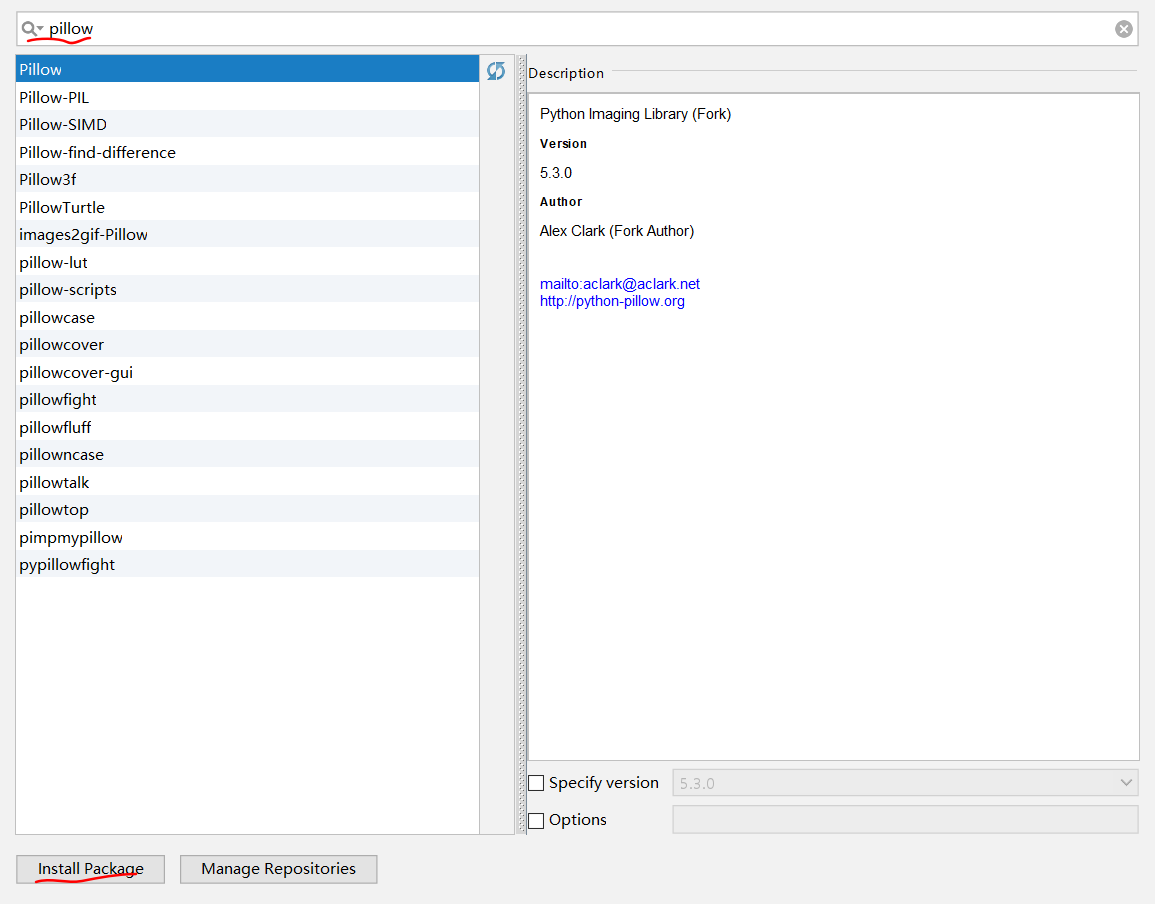 pillow
Pillow
Pillow-PIL
Pillow-SIMD
Pillow-find-difference
Pillow3f
PillowTurtle
images2gif-Pillow
pillow-lut
pillow-scripts
pillowcase
pillowcover
pillowcover-gui
pillowfight
pillowfluff
pillowncase
pillowtalk
pillowtop
pimpmypillow
pypillowfight
Description
Python Imaging Library (Fork)
Version
5.3.0
Author
Alex Clark (Fork Author)
mailto:aclark@aclark.net
http://python-pillow.org
Specify version 5.3.0
Options
Install Package Manage Repositories